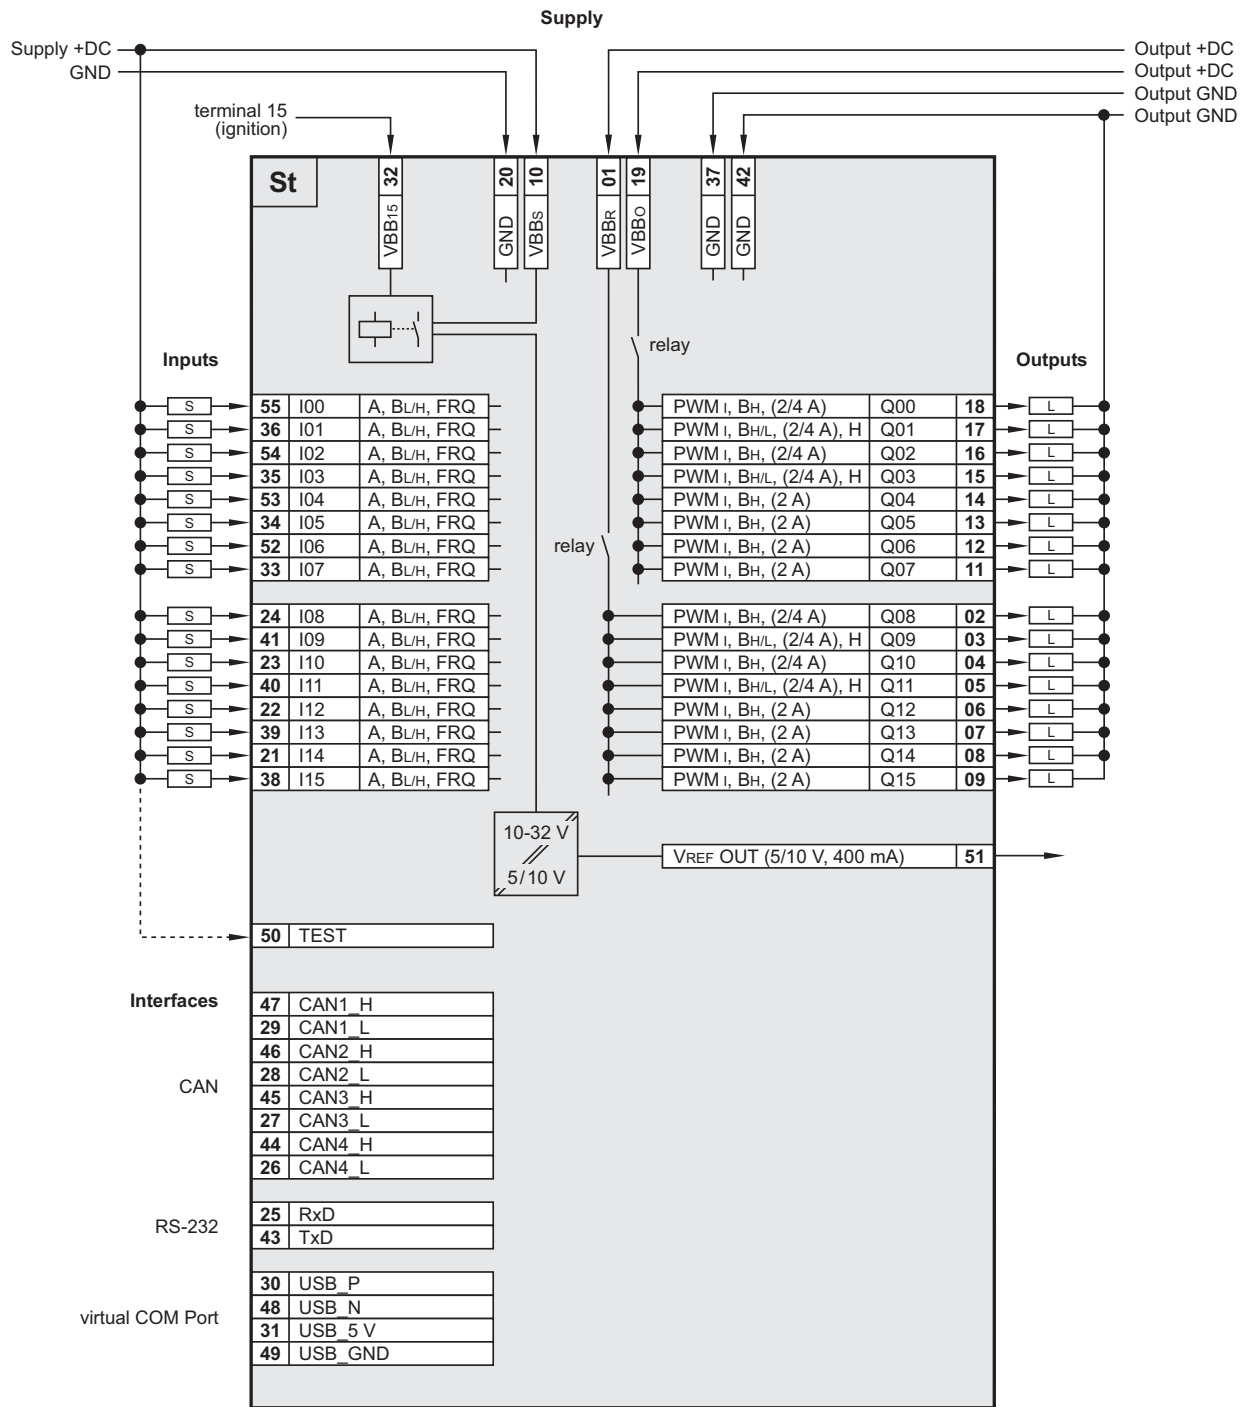 Supply
Supply +DC
GND
Output +DC
Output +DC
Output GND
Output GND
terminal 15
(ignition)
St
32 VBB15
20 GND
10 VBBS
01 VBBR
19 VBBO
37 GND
42 GND
relay
Inputs
Outputs
S 55 I00 A, BL/H, FRQ PWM I, BH, (2/4 A) Q00 18 L
S 36 I01 A, BL/H, FRQ PWM I, BH/L, (2/4 A), H Q01 17 L
S 54 I02 A, BL/H, FRQ PWM I, BH, (2/4 A) Q02 16 L
S 35 I03 A, BL/H, FRQ PWM I, BH/L, (2/4 A), H Q03 15 L
S 53 I04 A, BL/H, FRQ PWM I, BH, (2 A) Q04 14 L
S 34 I05 A, BL/H, FRQ PWM I, BH, (2 A) Q05 13 L
S 52 I06 A, BL/H, FRQ relay PWM I, BH, (2 A) Q06 12 L
S 33 I07 A, BL/H, FRQ PWM I, BH, (2 A) Q07 11 L
S 24 I08 A, BL/H, FRQ PWM I, BH, (2/4 A) Q08 02 L
S 41 I09 A, BL/H, FRQ PWM I, BH/L, (2/4 A), H Q09 03 L
S 23 I10 A, BL/H, FRQ PWM I, BH, (2/4 A) Q10 04 L
S 40 I11 A, BL/H, FRQ PWM I, BH/L, (2/4 A), H Q11 05 L
S 22 I12 A, BL/H, FRQ PWM I, BH, (2 A) Q12 06 L
S 39 I13 A, BL/H, FRQ PWM I, BH, (2 A) Q13 07 L
S 21 I14 A, BL/H, FRQ PWM I, BH, (2 A) Q14 08 L
S 38 I15 A, BL/H, FRQ PWM I, BH, (2 A) Q15 09 L
10-32 V
5/10 V
VREF OUT (5/10 V, 400 mA) 51
50 TEST
Interfaces
47 CAN1_H
29 CAN1_L
46 CAN2_H
CAN
28 CAN2_L
45 CAN3_H
27 CAN3_L
44 CAN4_H
26 CAN4_L
RS-232
25 RxD
43 TxD
virtual COM Port
30 USB_P
48 USB_N
31 USB_5 V
49 USB_GND